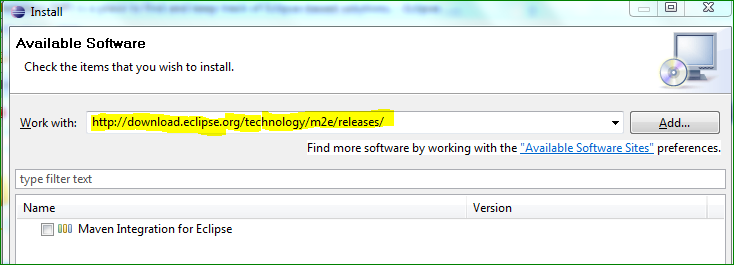 Install
Available Software
Check the items that you wish to install.
Work with: http://download.eclipse.org/technology/m2e/releases/ Add...
Find more software by working with the "Available Software Sites" preferences.
type filter text
Name Version
Maven Integration for Eclipse